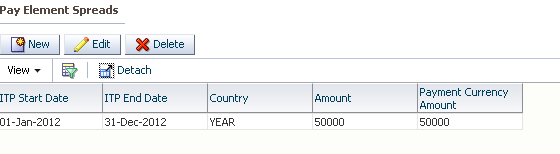 Pay Element Spreads
New Edit Delete
View Detach
ITP Start Date ITP End Date Country Amount Payment Currency Amount
01-Jan-2012 31-Dec-2012 YEAR 50000 50000